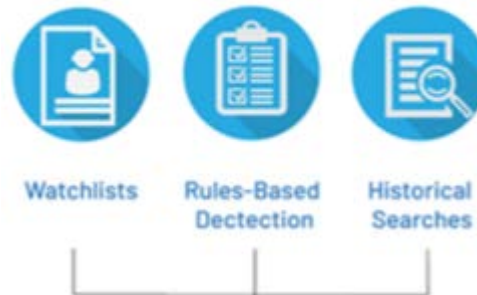 Watchlists
Rules-Based
Dectection
Historical
Searches